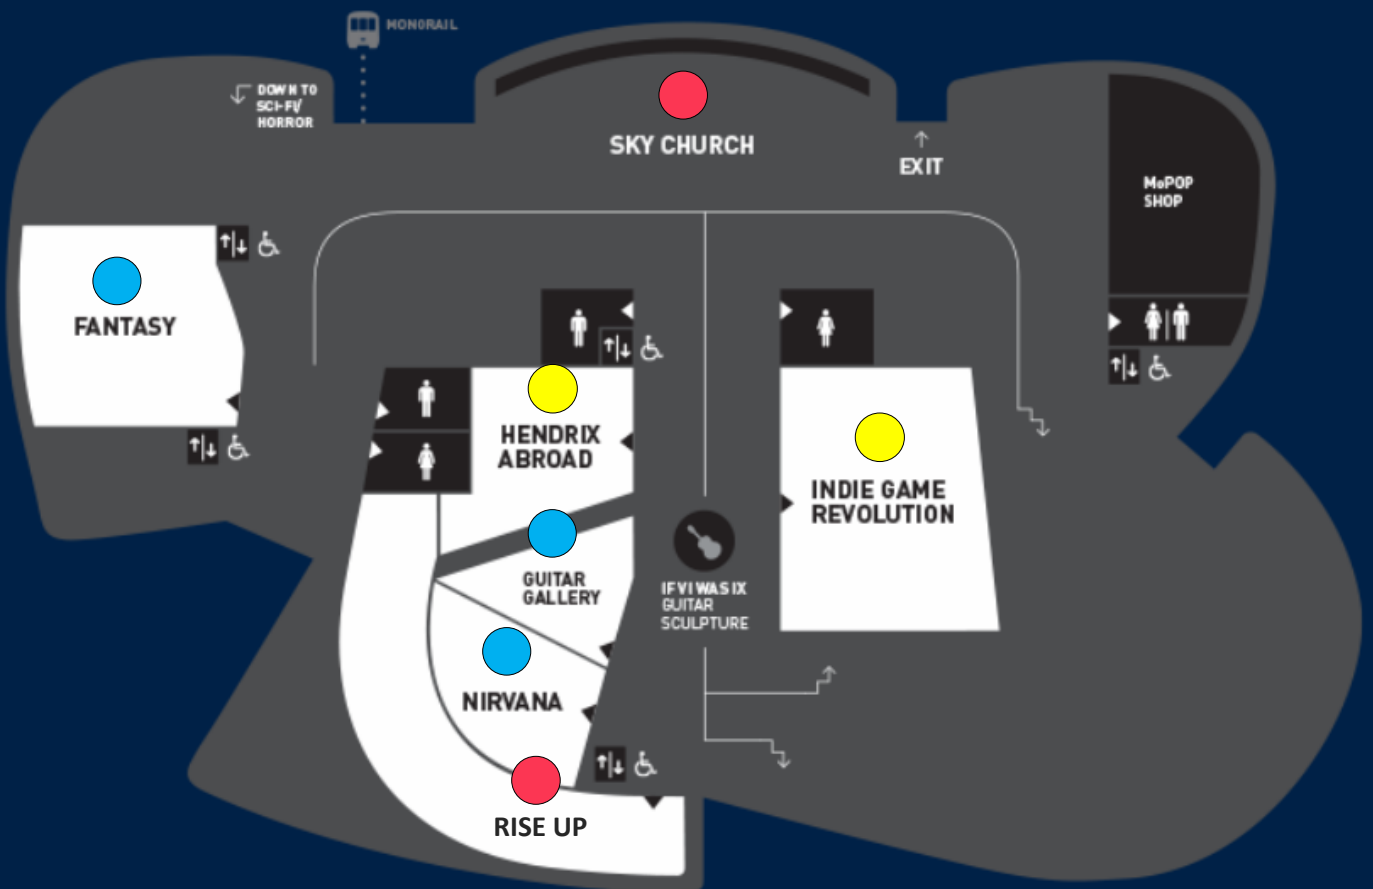 MONORAIL
DOWN TO
SCI-FI/
HORROR
SKY CHURCH
EXIT
MoPOP
SHOP
FANTASY
HENDRIX
ABROAD
INDIE GAME
REVOLUTION
GUITAR
GALLERY
IF VI WAS IX
GUITAR
SCULPTURE
NIRVANA
RISE UP